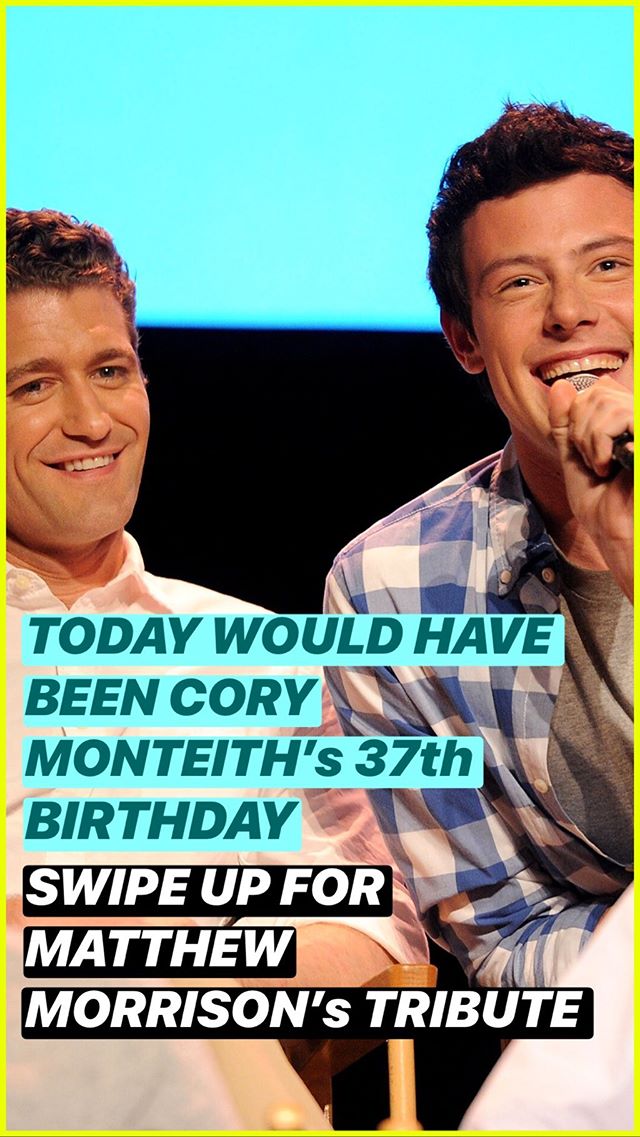 TODAY WOULD HAVE
BEEN CORY
MONTEITH's 37th
BIRTHDAY
SWIPE UP FOR
MATTHEW
MORRISON's TRIBUTE